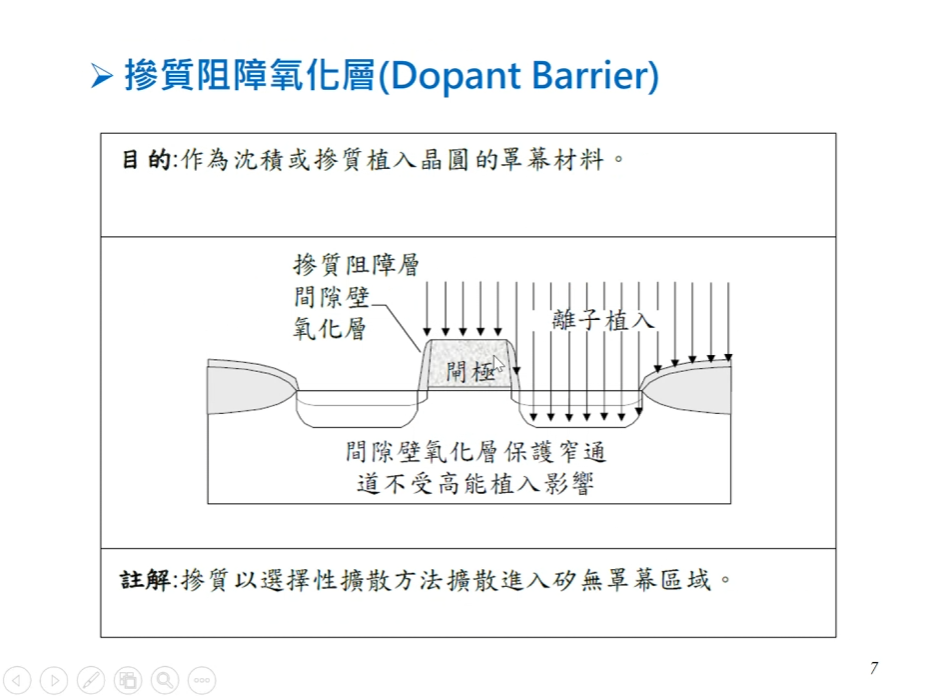 ➢ 摻質阻障氧化層(Dopant Barrier)
目的:作為沈積或摻質植入晶圓的罩幕材料。
摻質阻障層
間隙壁
氧化層
離子植入
閘極
間隙壁氧化層保護窄通
道不受高能植入影響
註解:摻質以選擇性擴散方法擴散進入矽無罩幕區域。
7